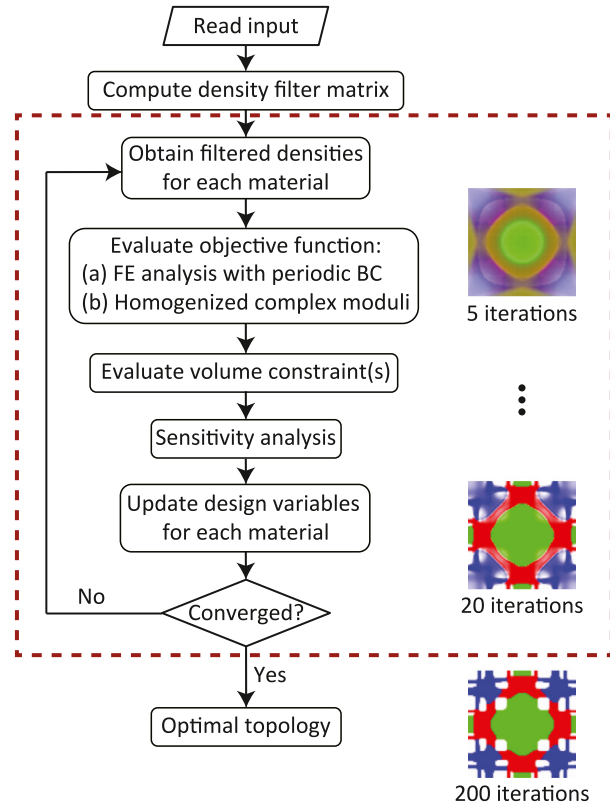 Read input
Compute density filter matrix
Obtain filtered densities
for each material
Evaluate objective function:
(a) FE analysis with periodic BC
(b) Homogenized complex moduli
5 iterations
Evaluate volume constraint(s)
Sensitivity analysis
Update design variables
for each material
No
Converged?
20 iterations
Yes
Optimal topology
200 iterations